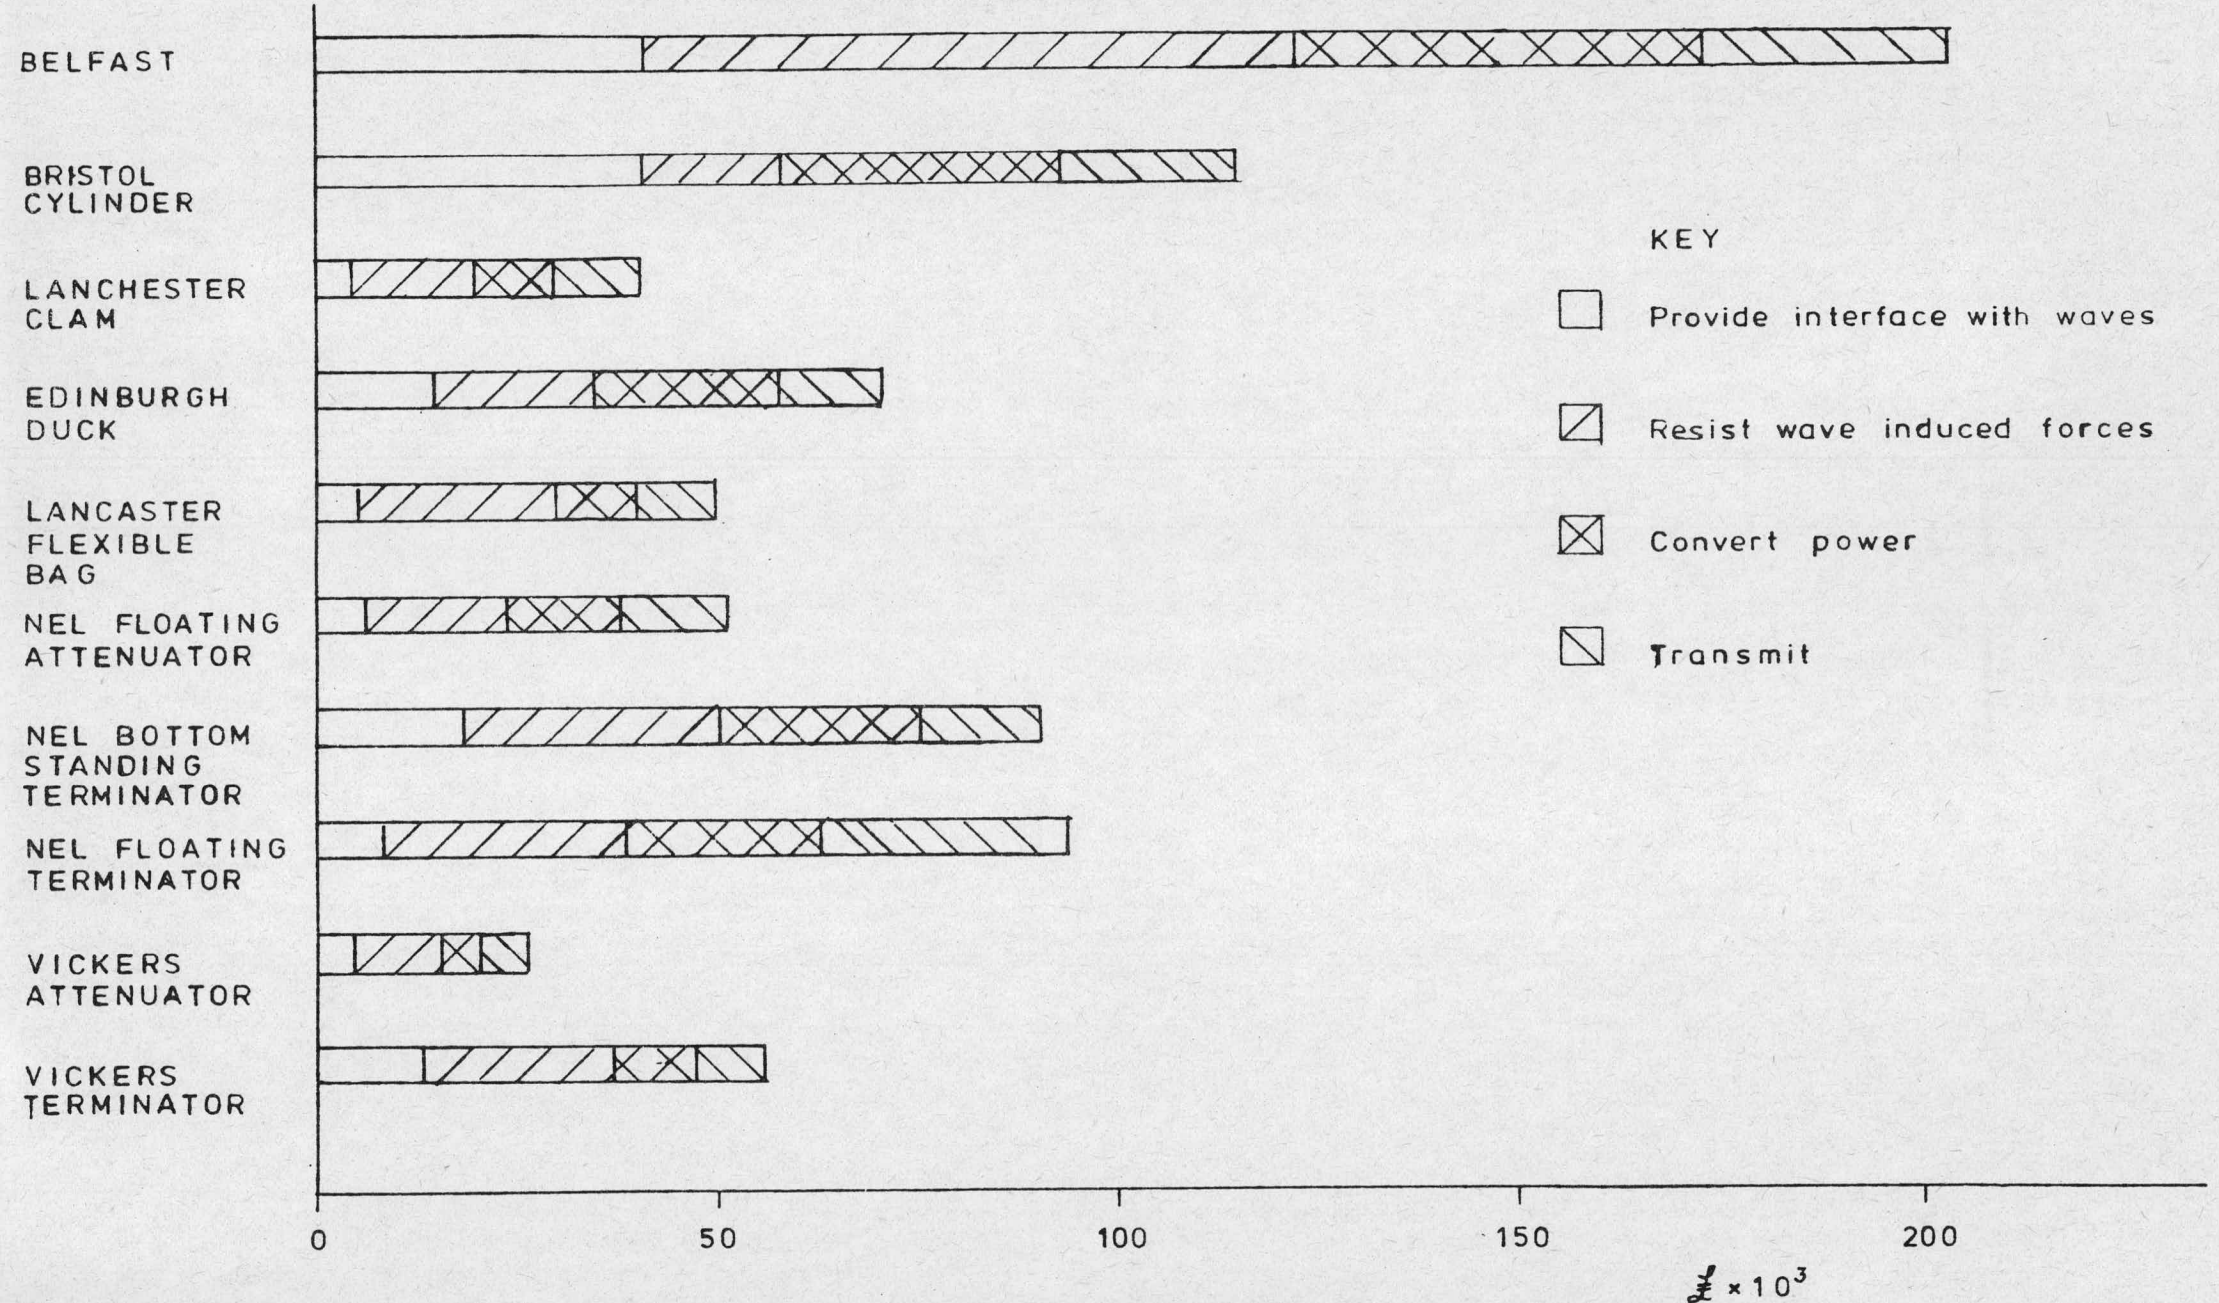 BELFAST
BRISTOL
CYLINDER
LANCHESTER
CLAM
EDINBURGH
DUCK
LANCASTER
FLEXIBLE
BAG
NEL FLOATING
ATTENUATOR
NEL BOTTOM
STANDING
TERMINATOR
NEL FLOATING
TERMINATOR
VICKERS
ATTENUATOR
VICKERS
TERMINATOR
KEY
Provide interface with waves
Resist wave induced forces
Convert power
Transmit
0 50 100 150 200
£ × 10³